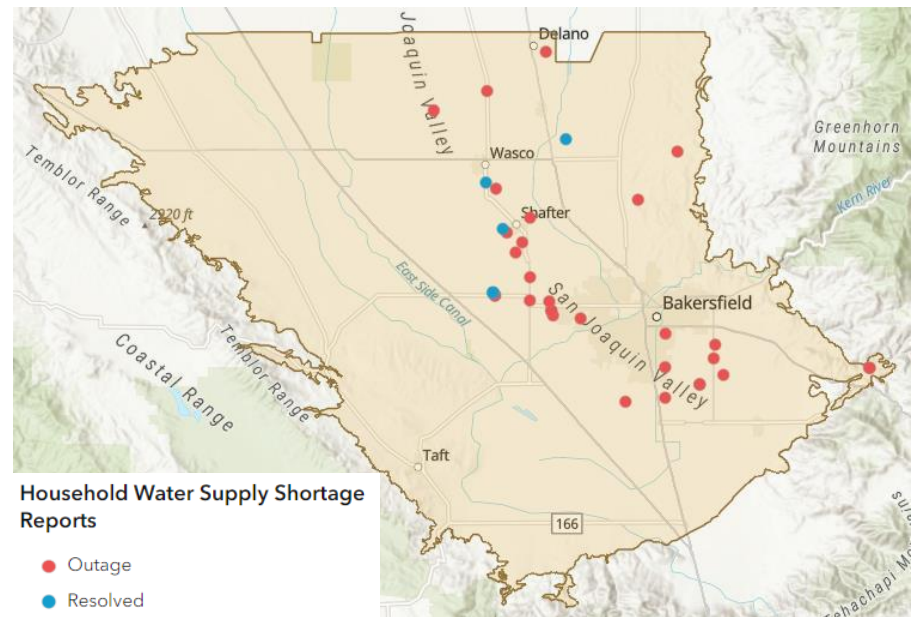 Delano
Joaquin Valley
Greenhorn
Mountains
Wasco
Temblor Range
Kern River
2920 ft
Shafter
East Side Canal
San Joaquin Valley
Bakersfield
Coastal Range
Temblor Range
Taft
166
Household Water Supply Shortage
Reports
Outage
Resolved